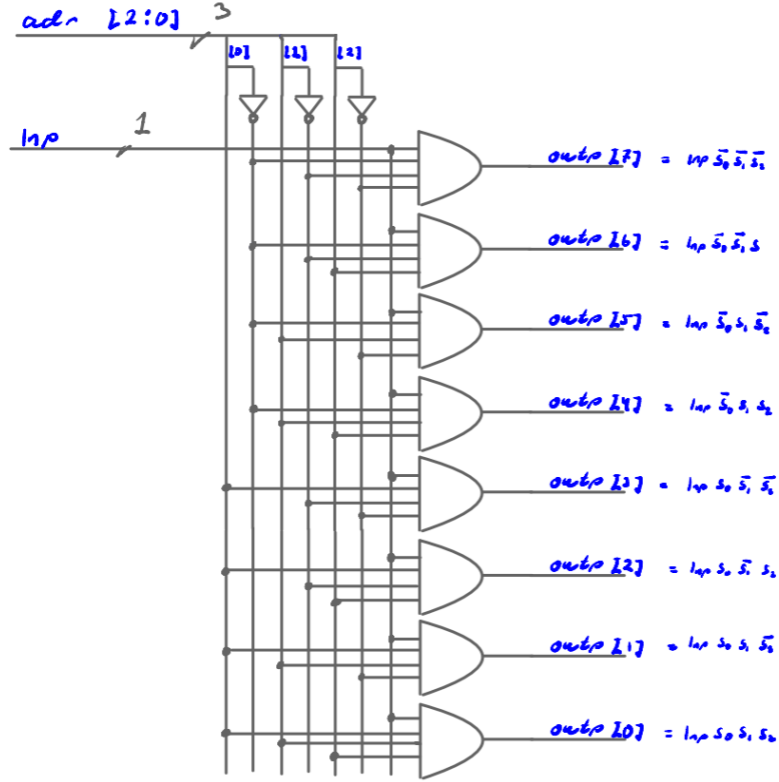 adr [2:0] 3
[0] [1] [2]
Inp 1
outp [7] = inp s̄₀ s̄₁ s̄₂
outp [6] = Inp s̄₀ s̄₁ s
outp [5] = Inp s̄₀ s₁ s̄₂
outp [4] = Inp s̄₀ s₁ s₂
outp [3] = Inp s₀ s̄₁ s̄₂
outp [2] = Inp s₀ s̄₁ s₂
outp [1] = Inp s₀ s₁ s̄₂
outp [0] = Inp s₀ s₁ s₂